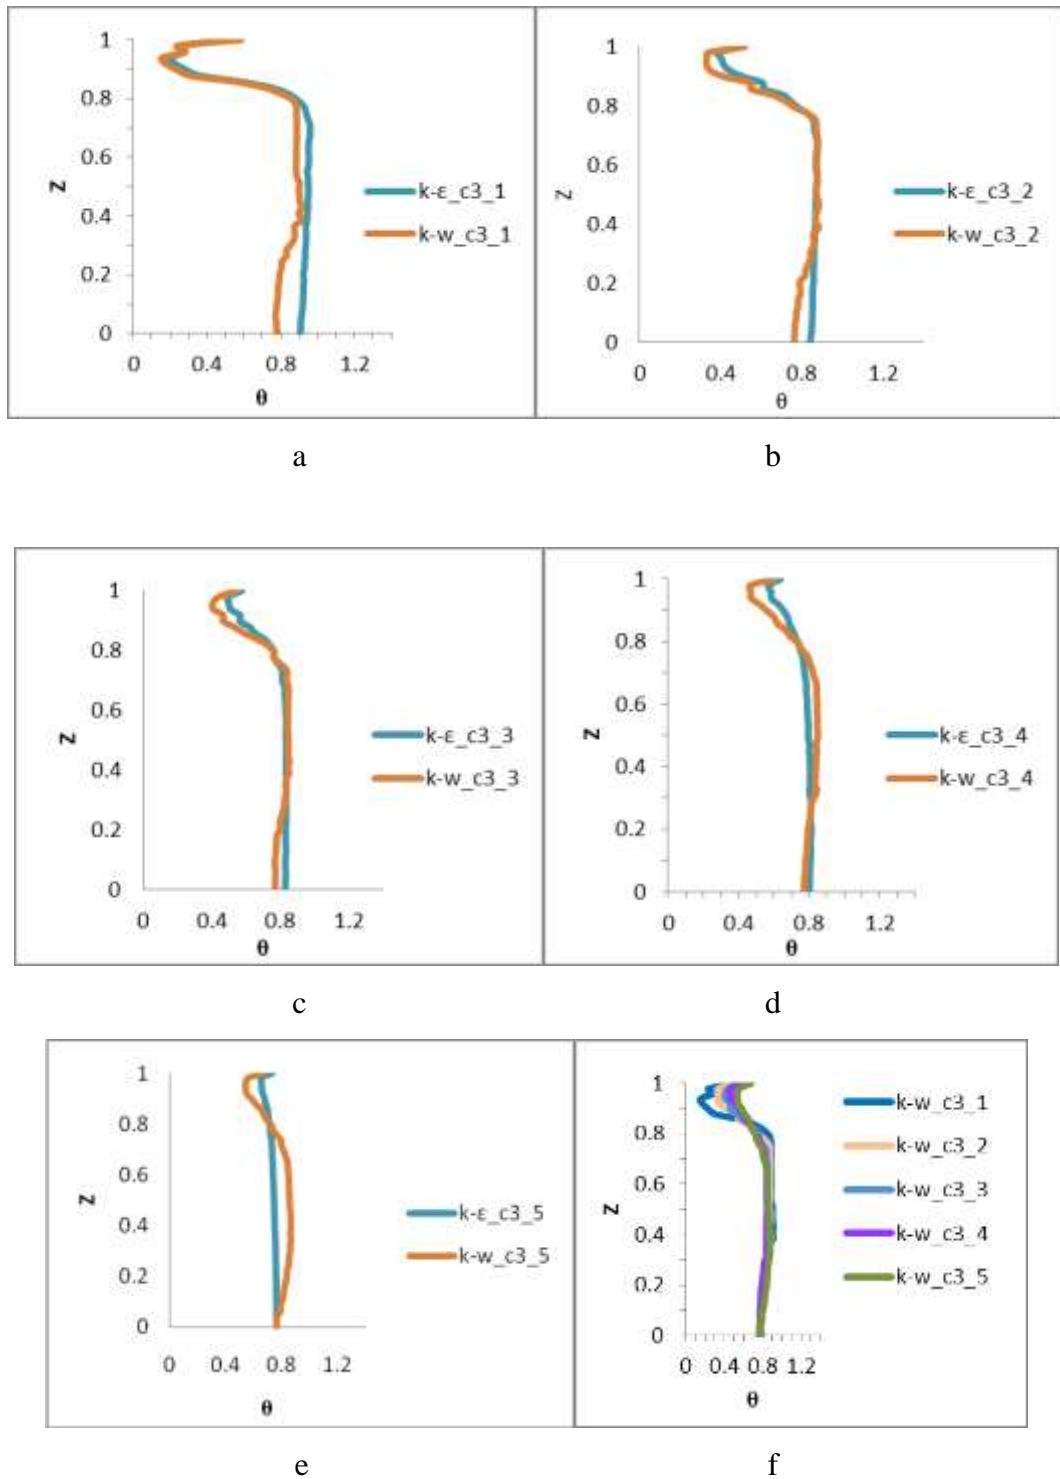 1
0.8
0.6
0.4
0.2
0
Z
0 0.4 0.8 1.2
θ
k-ε_c3_1
k-w_c3_1
a
1
0.8
0.6
0.4
0.2
0
Z
0 0.4 0.8 1.2
θ
k-ε_c3_2
k-w_c3_2
b
1
0.8
0.6
0.4
0.2
0
Z
0 0.4 0.8 1.2
θ
k-ε_c3_3
k-w_c3_3
c
1
0.8
0.6
0.4
0.2
0
Z
0 0.4 0.8 1.2
θ
k-ε_c3_4
k-w_c3_4
d
1
0.8
0.6
0.4
0.2
0
Z
0 0.4 0.8 1.2
θ
k-ε_c3_5
k-w_c3_5
e
1
0.8
0.6
0.4
0.2
0
Z
0 0.4 0.8 1.2
θ
k-w_c3_1
k-w_c3_2
k-w_c3_3
k-w_c3_4
k-w_c3_5
f